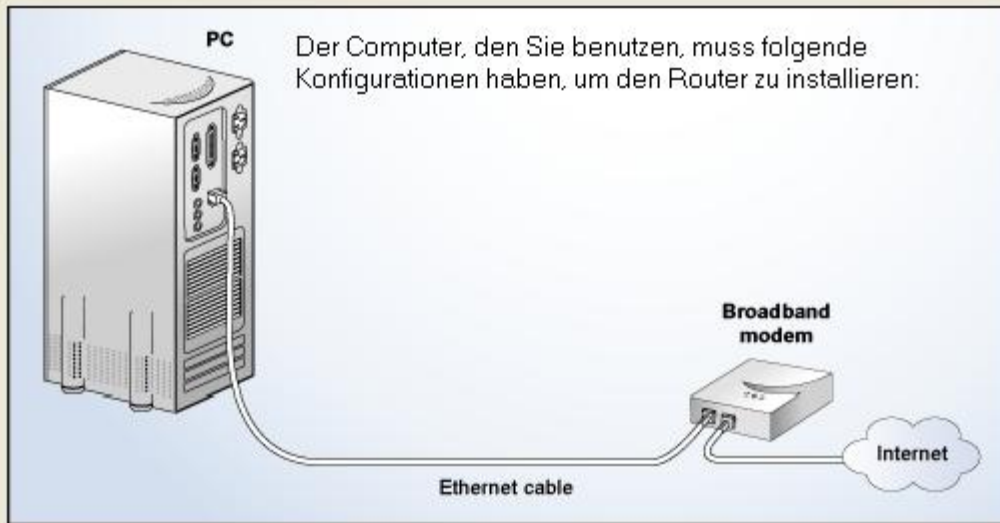 PC
Der Computer, den Sie benutzen, muss folgende
Konfigurationen haben, um den Router zu installieren:
Broadband
modem
Internet
Ethernet cable